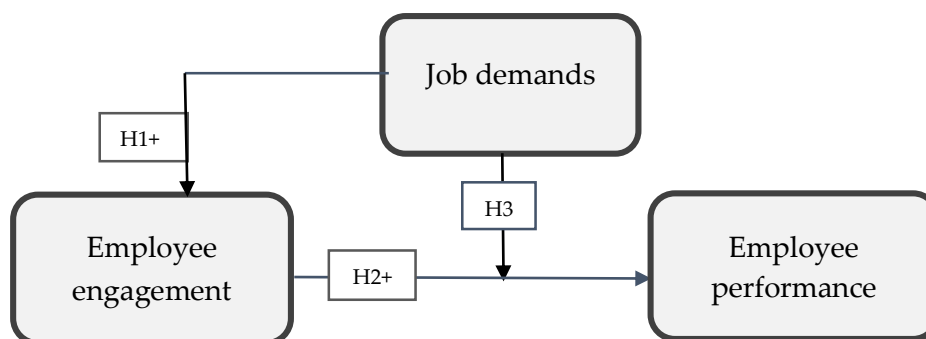 Job demands
H1+
H3
Employee
engagement
H2+
Employee
performance